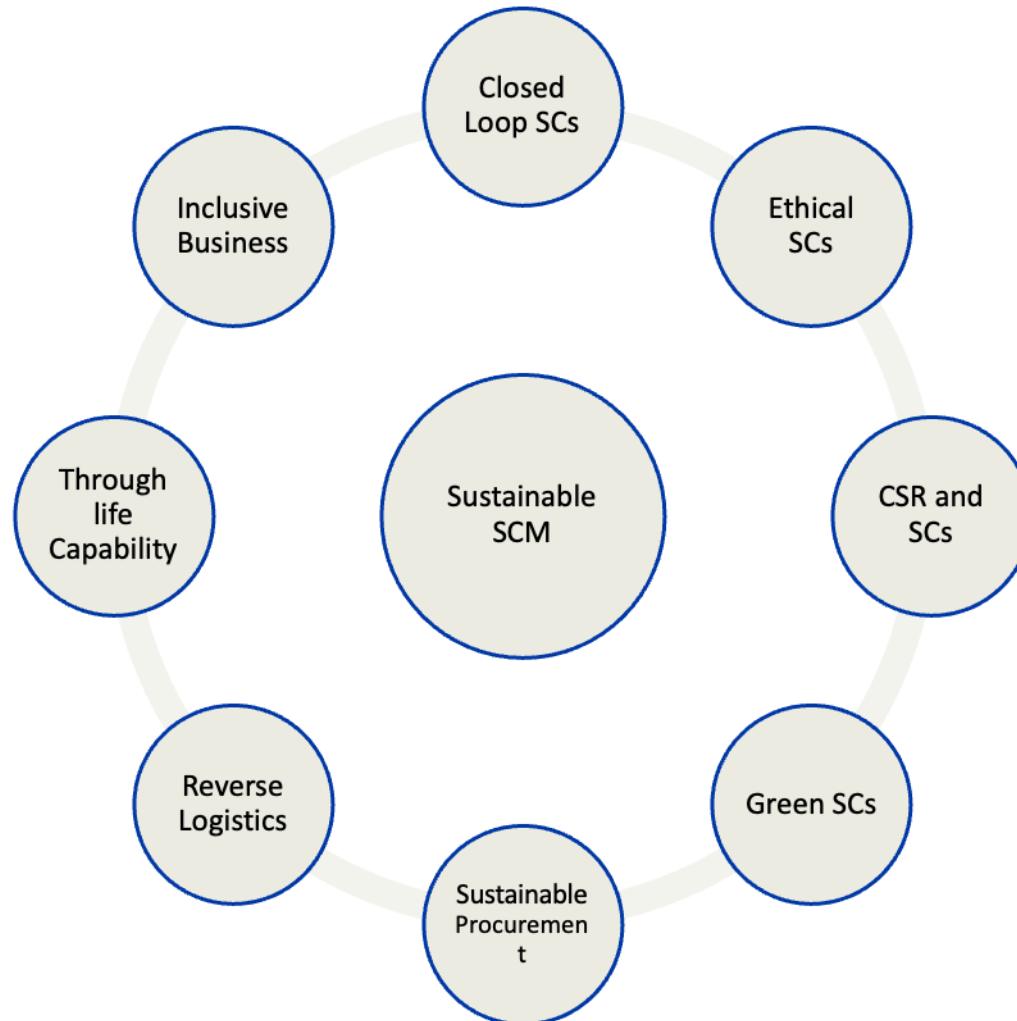 Closed
Loop SCs
Ethical
SCs
CSR and
SCs
Green SCs
Sustainable
Procuremen
t
Reverse
Logistics
Through
life
Capability
Inclusive
Business
Sustainable
SCM